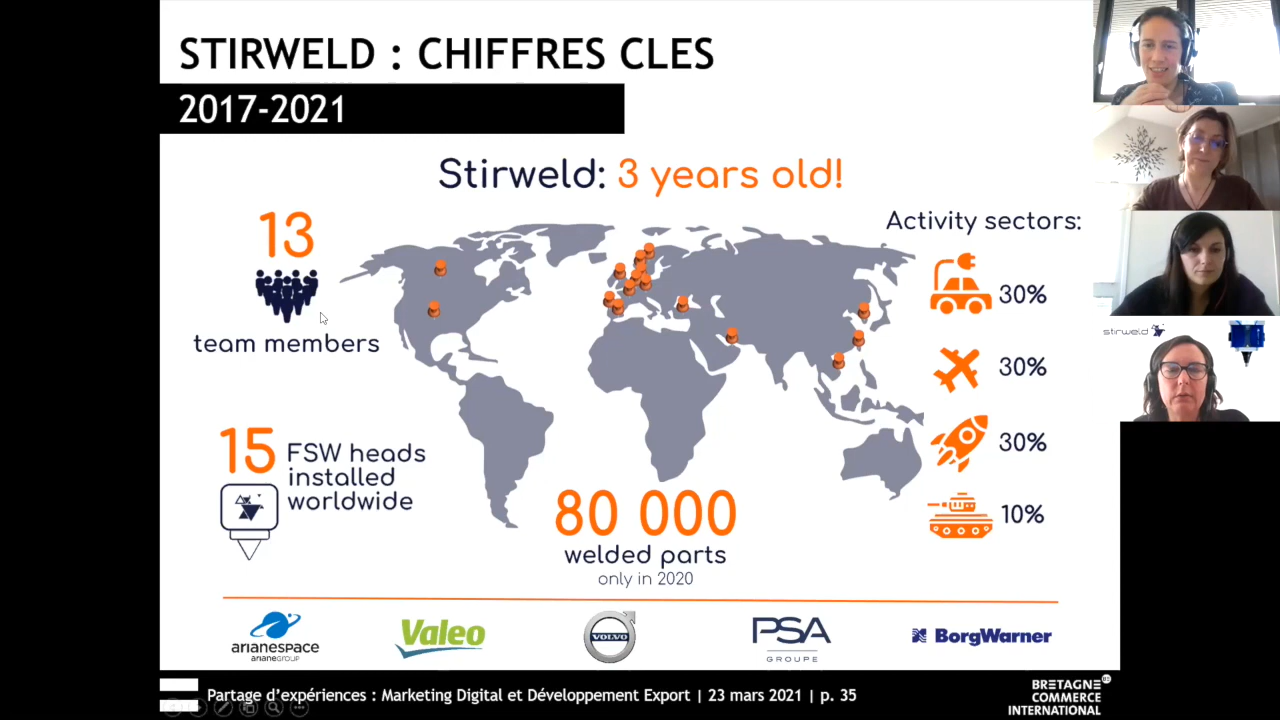 STIRWELD : CHIFFRES CLES
2017-2021
Stirweld: 3 years old!
13
team members
Activity sectors:
30%
30%
30%
10%
15
FSW heads
installed
worldwide
80 000
welded parts
only in 2020
arianespace
arianeGROUP
Valeo
VOLVO
PSA
GROUPE
BorgWarner
Partage d'expériences : Marketing Digital et Développement Export | 23 mars 2021 | p. 35
BRETAGNE
COMMERCE
INTERNATIONAL
stirweld